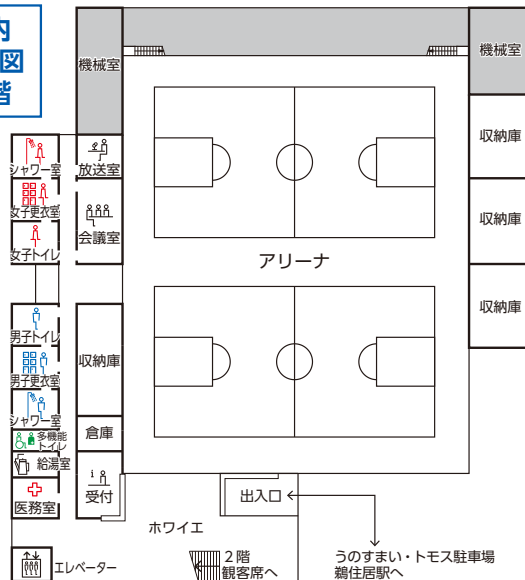 内
図
階
機械室
機械室
シャワー室
放送室
収納庫
女子更衣室
会議室
収納庫
女子トイレ
アリーナ
収納庫
男子トイレ
男子更衣室
収納庫
シャワー室
多機能
トイレ
倉庫
給湯室
i
受付
医務室
出入口
ホワイエ
エレベーター
2階
観客席へ
うのすまい・トモス駐車場
鵜住居駅へ